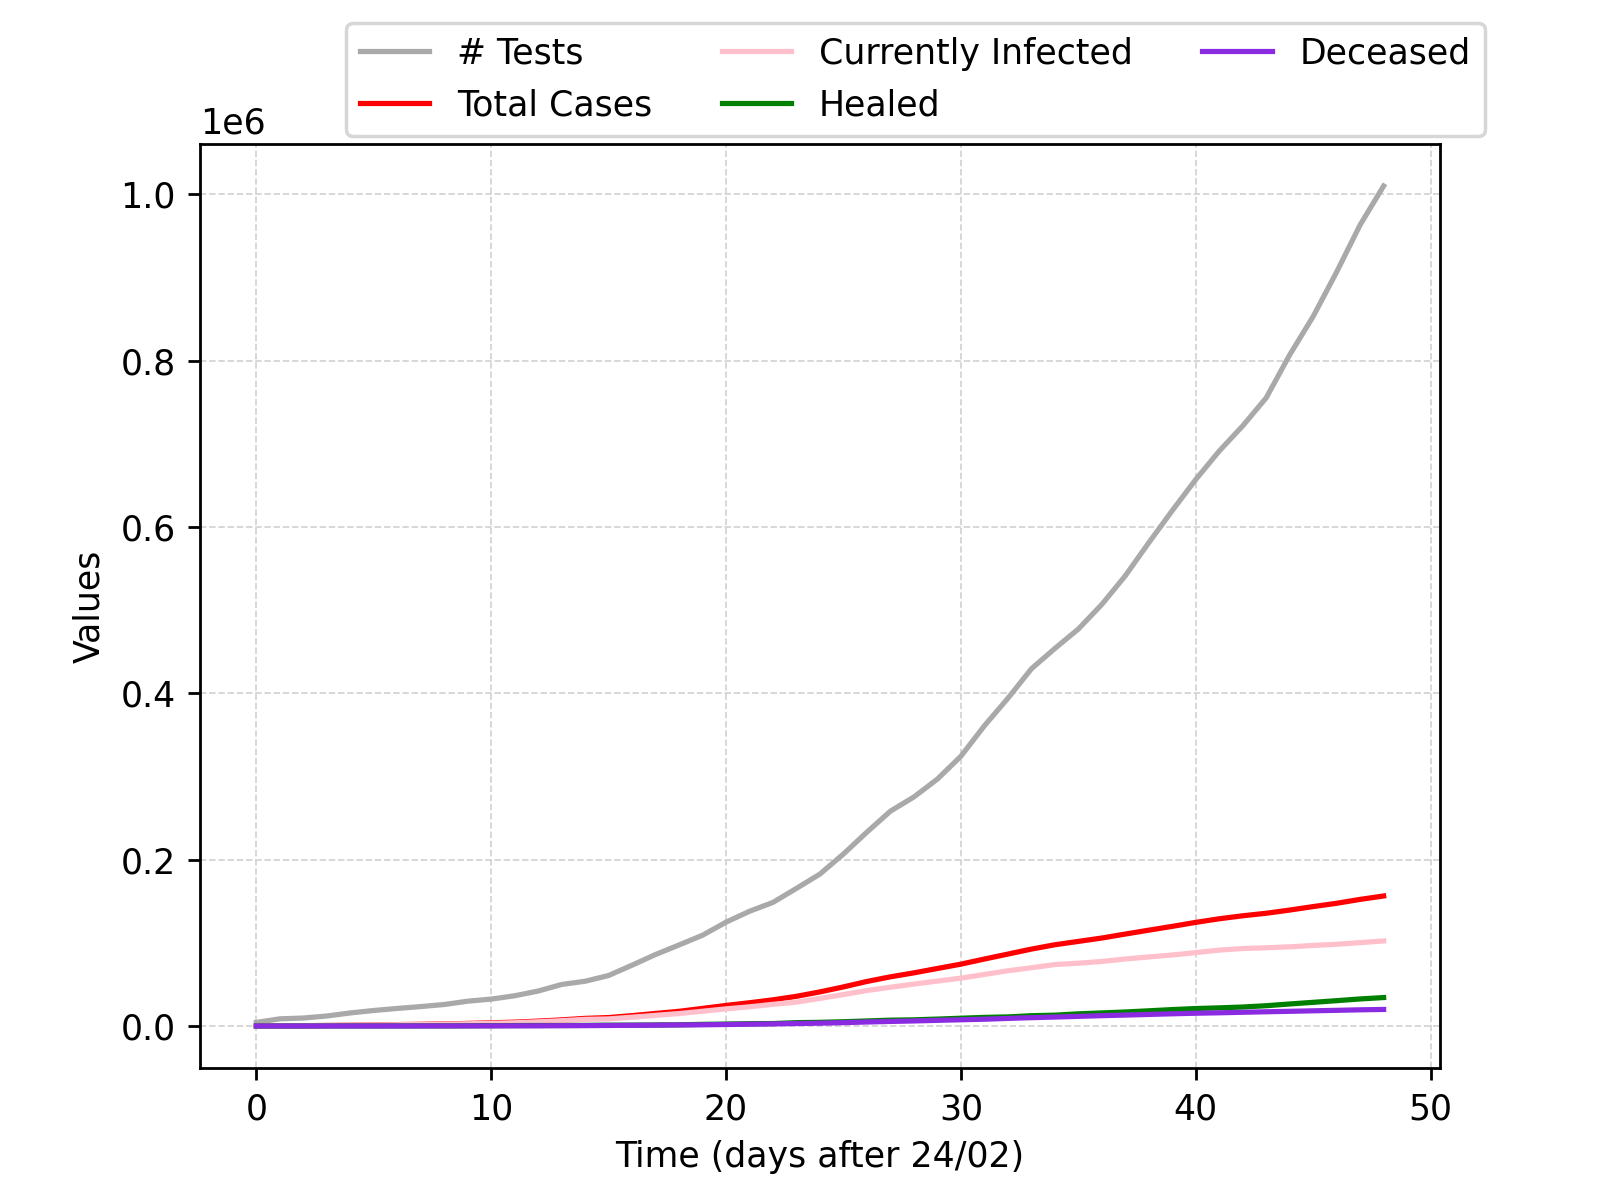 # Tests
Total Cases
Currently Infected
Healed
Deceased
1e6
1.0
0.8
0.6
0.4
0.2
0.0
Values
0 10 20 30 40 50
Time (days after 24/02)